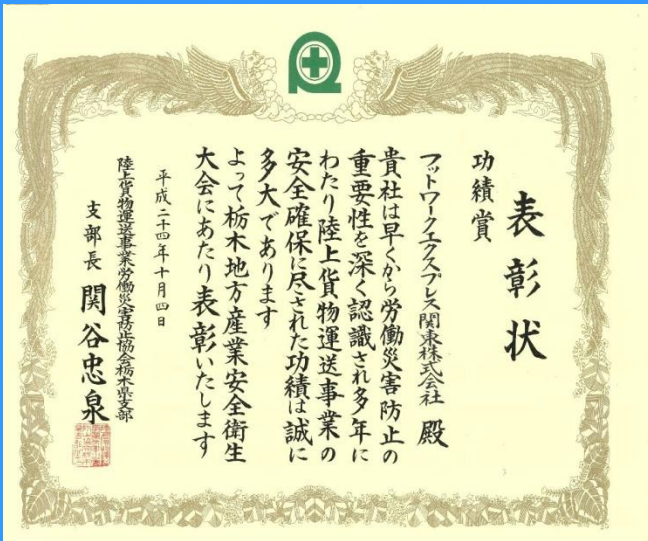 表彰状
功績賞
フットワークエクスプレス関東株式会社 殿
貴社は早くから労働災害防止の
重要性を深く認識され多年に
わたり陸上貨物運送事業の
安全確保に尽された功績は誠に
多大であります
よって栃木地方産業安全衛生
大会にあたり表彰いたします
平成二十四年十月四日
陸上貨物運送事業労働災害防止協会栃木県支部
支部長 関谷忠泉